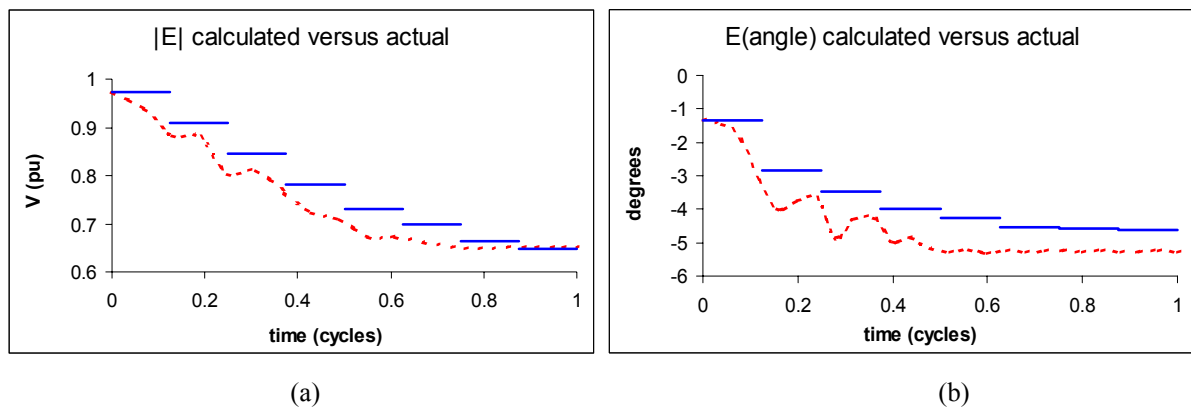 |E| calculated versus actual
1
0.9
0.8
0.7
0.6
V (pu)
0 0.2 0.4 0.6 0.8 1
time (cycles)
(a)
E(angle) calculated versus actual
0
-1
-2
-3
-4
-5
-6
degrees
0 0.2 0.4 0.6 0.8 1
time (cycles)
(b)